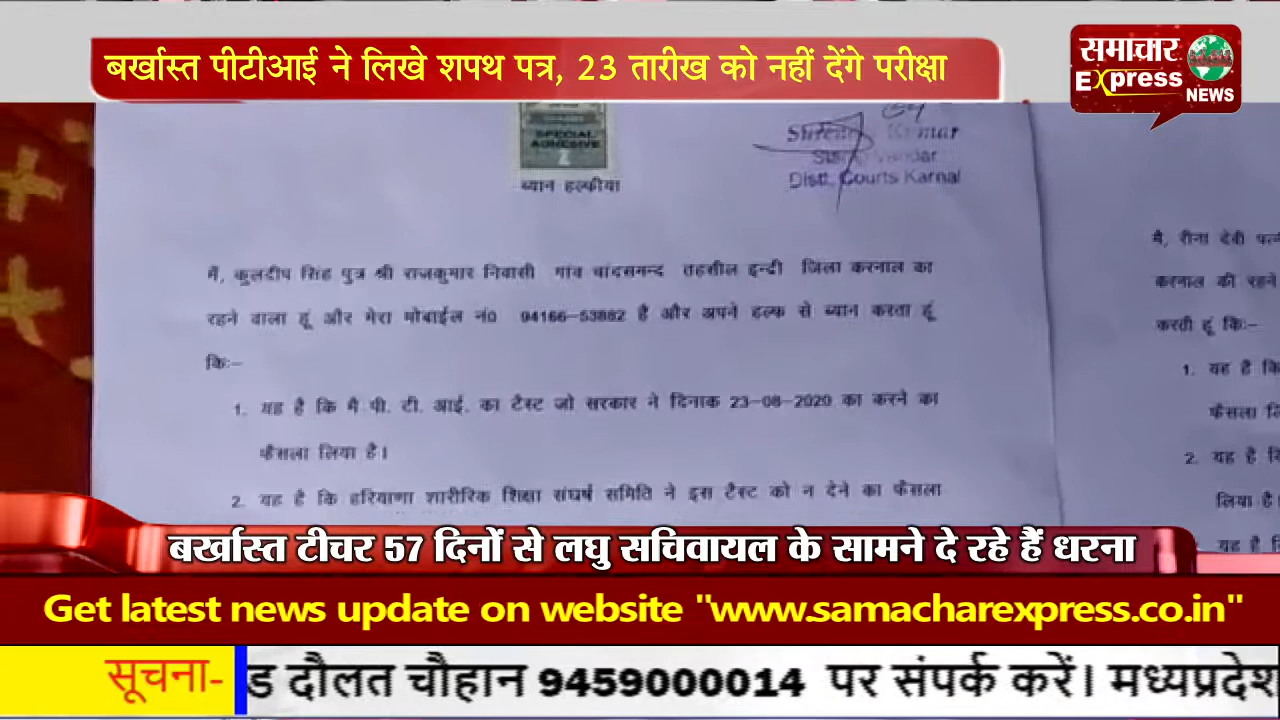 बर्खास्त पीटीआई ने लिखे शपथ पत्र, 23 तारीख को नहीं देंगे परीक्षा
समाचार
Express
NEWS
SPECIAL
ADHESIVE
ब्यान हल्फीया
Kumar
Distt. Courts Karnal
मैं, कुलदीप सिंह पुत्र श्री राजकुमार निवासी गांव चांदसमन्द तहसील इन्द्री जिला करनाल का
रहने वाला हूं और मेरा मोबाईल नं0 94166-53882 है और अपने हल्फ से ब्यान करता हूं
कि:-
1. यह है कि मै पी. टी. आई. का टैस्ट जो सरकार ने दिनाक 23-08-2020 का करने का
फैसला लिया है।
2. यह है कि हरियाणा शारीरिक शिक्षा संघर्ष समिति ने इस टैस्ट को न देने का फैसला
मै, रीना देवी
करनाल की रहने
करती हूं कि:-
1. यह है कि
फैसला
2. यह है
लिया है।
यह है
बर्खास्त टीचर 57 दिनों से लघु सचिवायल के सामने दे रहे हैं धरना
Get latest news update on website "www.samacharexpress.co.in"
सूचना- ड दौलत चौहान 9459000014 पर संपर्क करें। मध्यप्रदेश